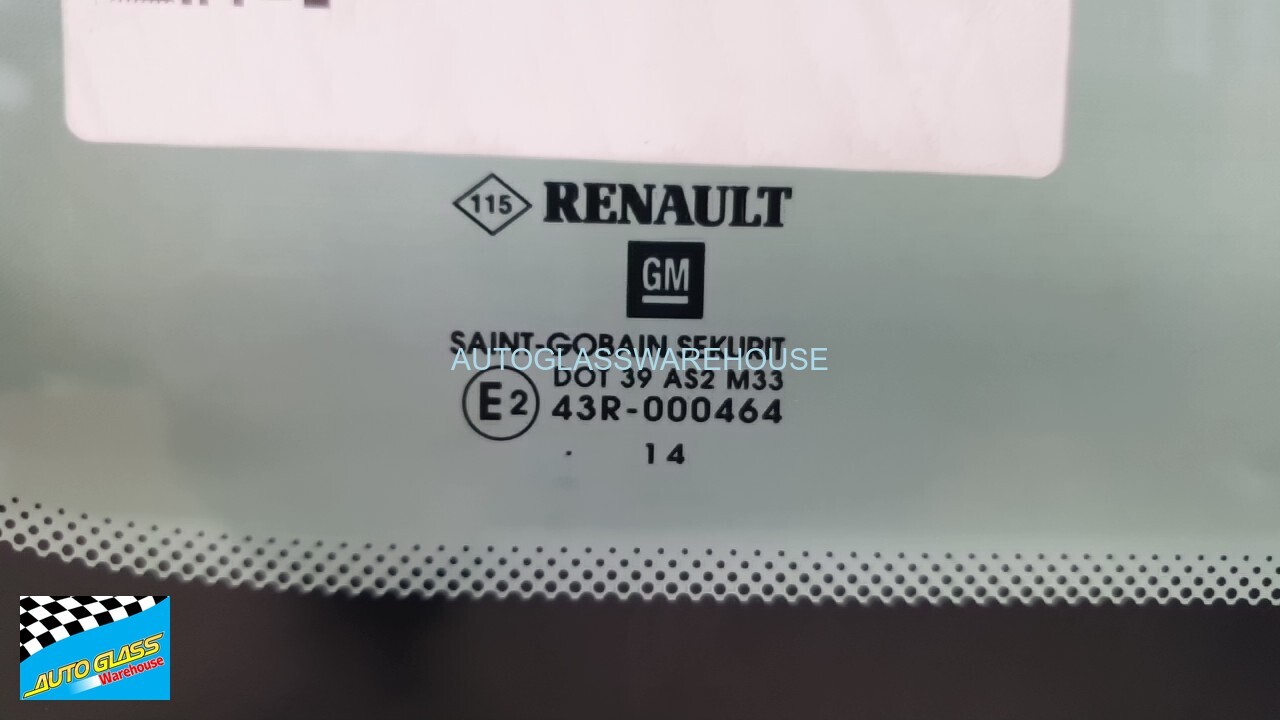 115 RENAULT
GM
SAINT-GOBAIN SEKURIT
AUTOGLASSWAREHOUSE
DOT 39 AS2 M33
E2 43R-000464
. 14
AUTO GLASS
Warehouse